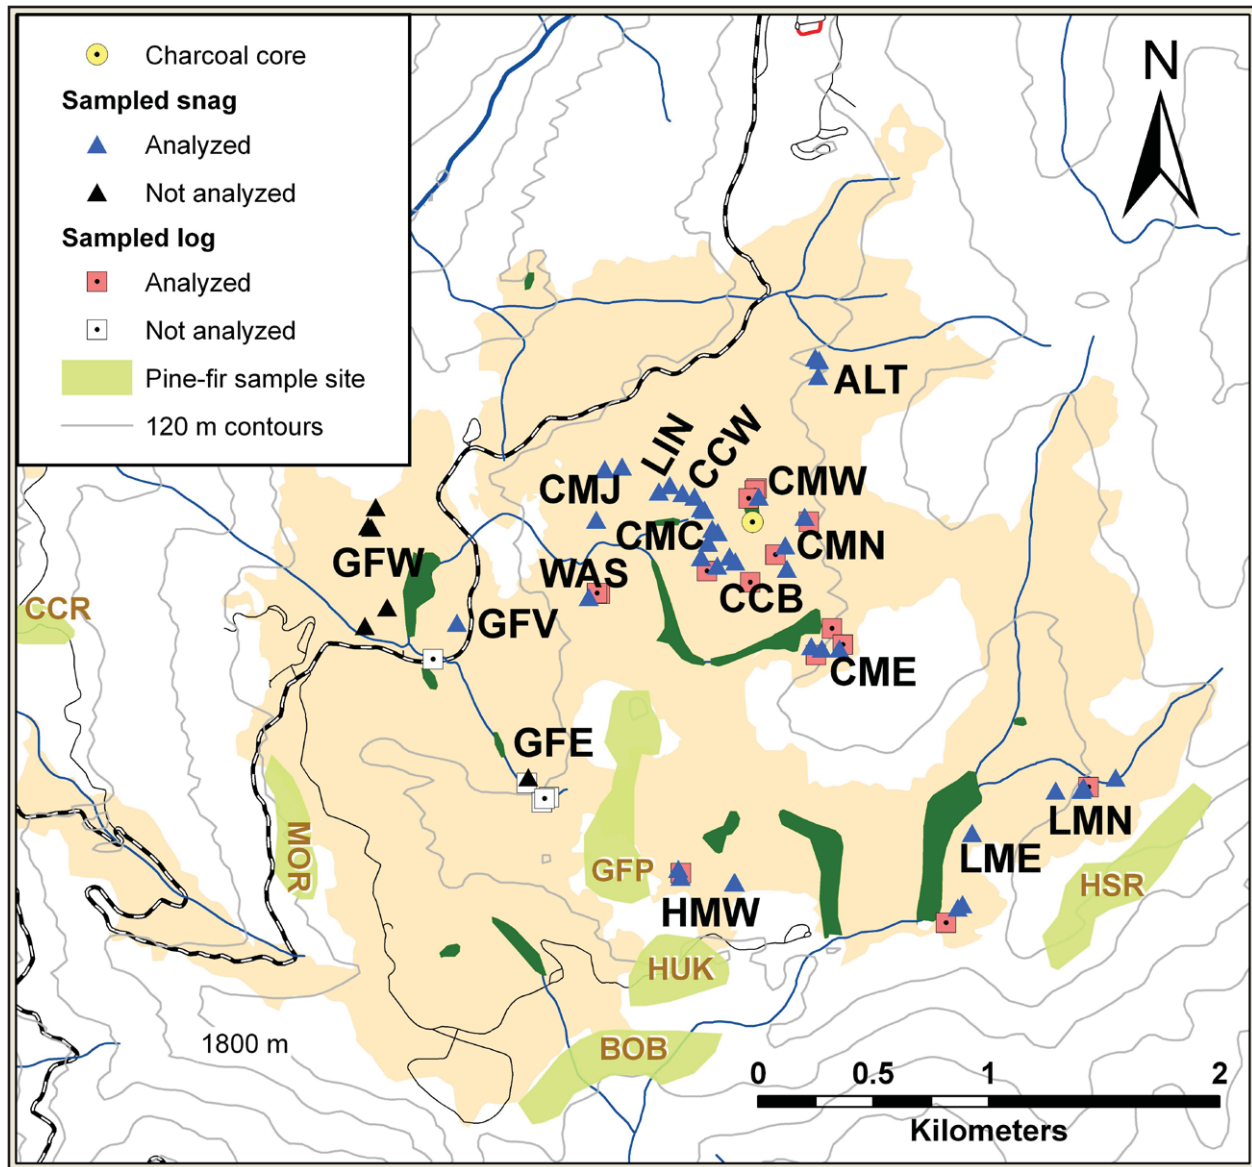 Charcoal core
Sampled snag
Analyzed
Not analyzed
Sampled log
Analyzed
Not analyzed
Pine-fir sample site
120 m contours
N
ALT
LIN
CCW
CMJ
CMW
CMC
CMN
GFW
WAS
CCB
CCR
GFV
CME
GFE
LMN
MOR
GFP
LME
HSR
HMW
HUK
1800 m
BOB
0 0.5 1 2
Kilometers